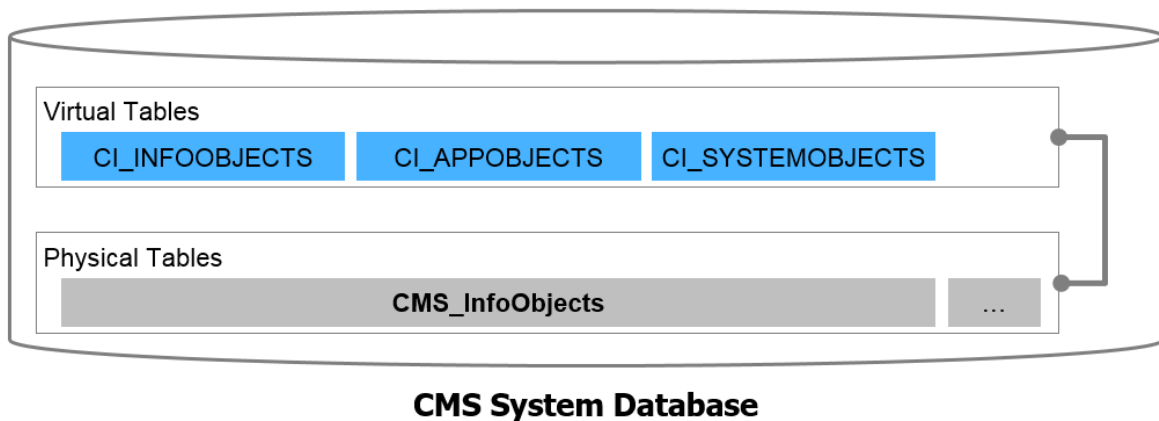 Virtual Tables
CI_INFOOBJECTS CI_APPOBJECTS CI_SYSTEMOBJECTS
Physical Tables
CMS_InfoObjects ...
CMS System Database